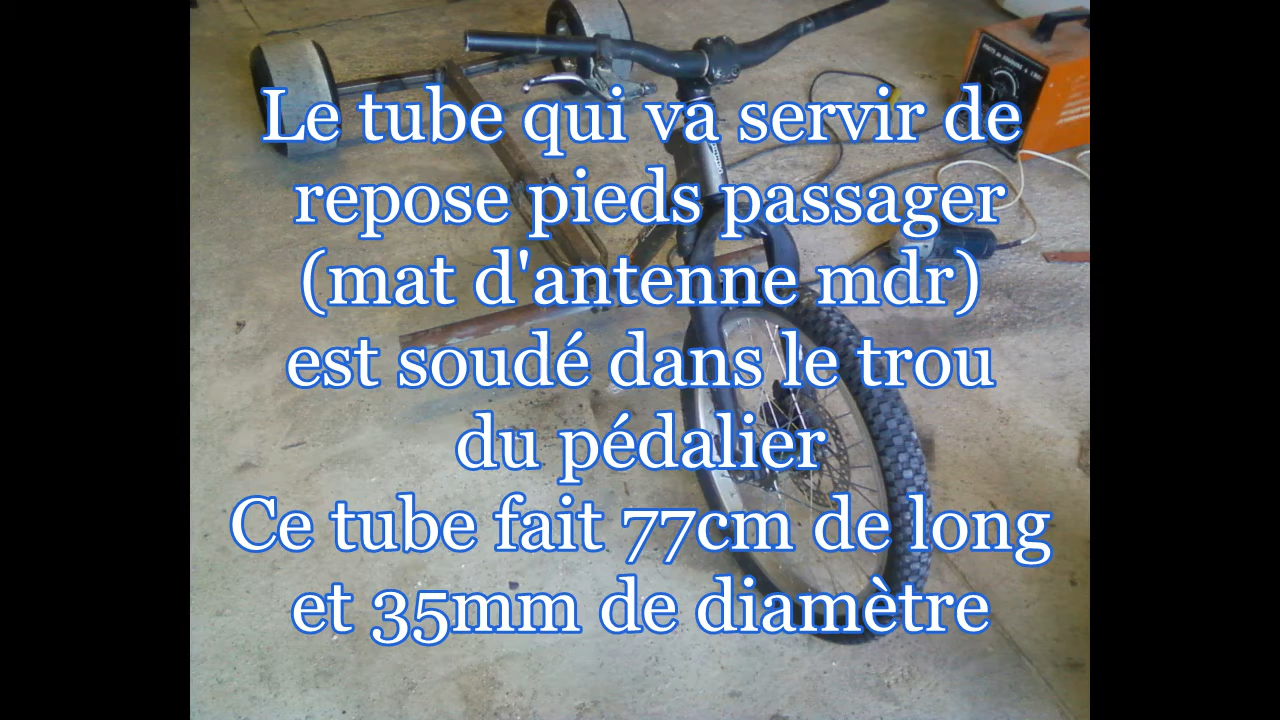 Le tube qui va servir de
repose pieds passager
(mat d'antenne mdr)
est soudé dans le trou
du pédalier
Ce tube fait 77cm de long
et 35mm de diamètre